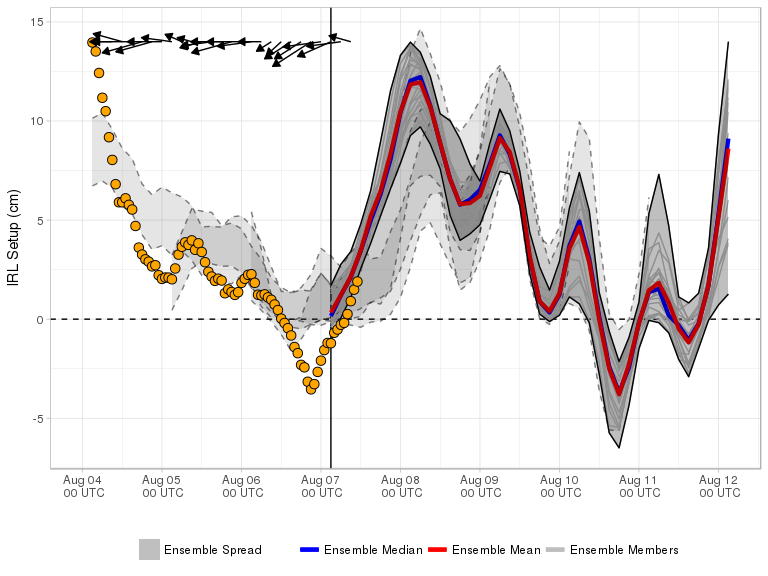 15
10
5
0
-5
IRL Setup (cm)
Aug 04 Aug 05 Aug 06 Aug 07 Aug 08 Aug 09 Aug 10 Aug 11 Aug 12
00 UTC 00 UTC 00 UTC 00 UTC 00 UTC 00 UTC 00 UTC 00 UTC 00 UTC
Ensemble Spread Ensemble Median Ensemble Mean Ensemble Members